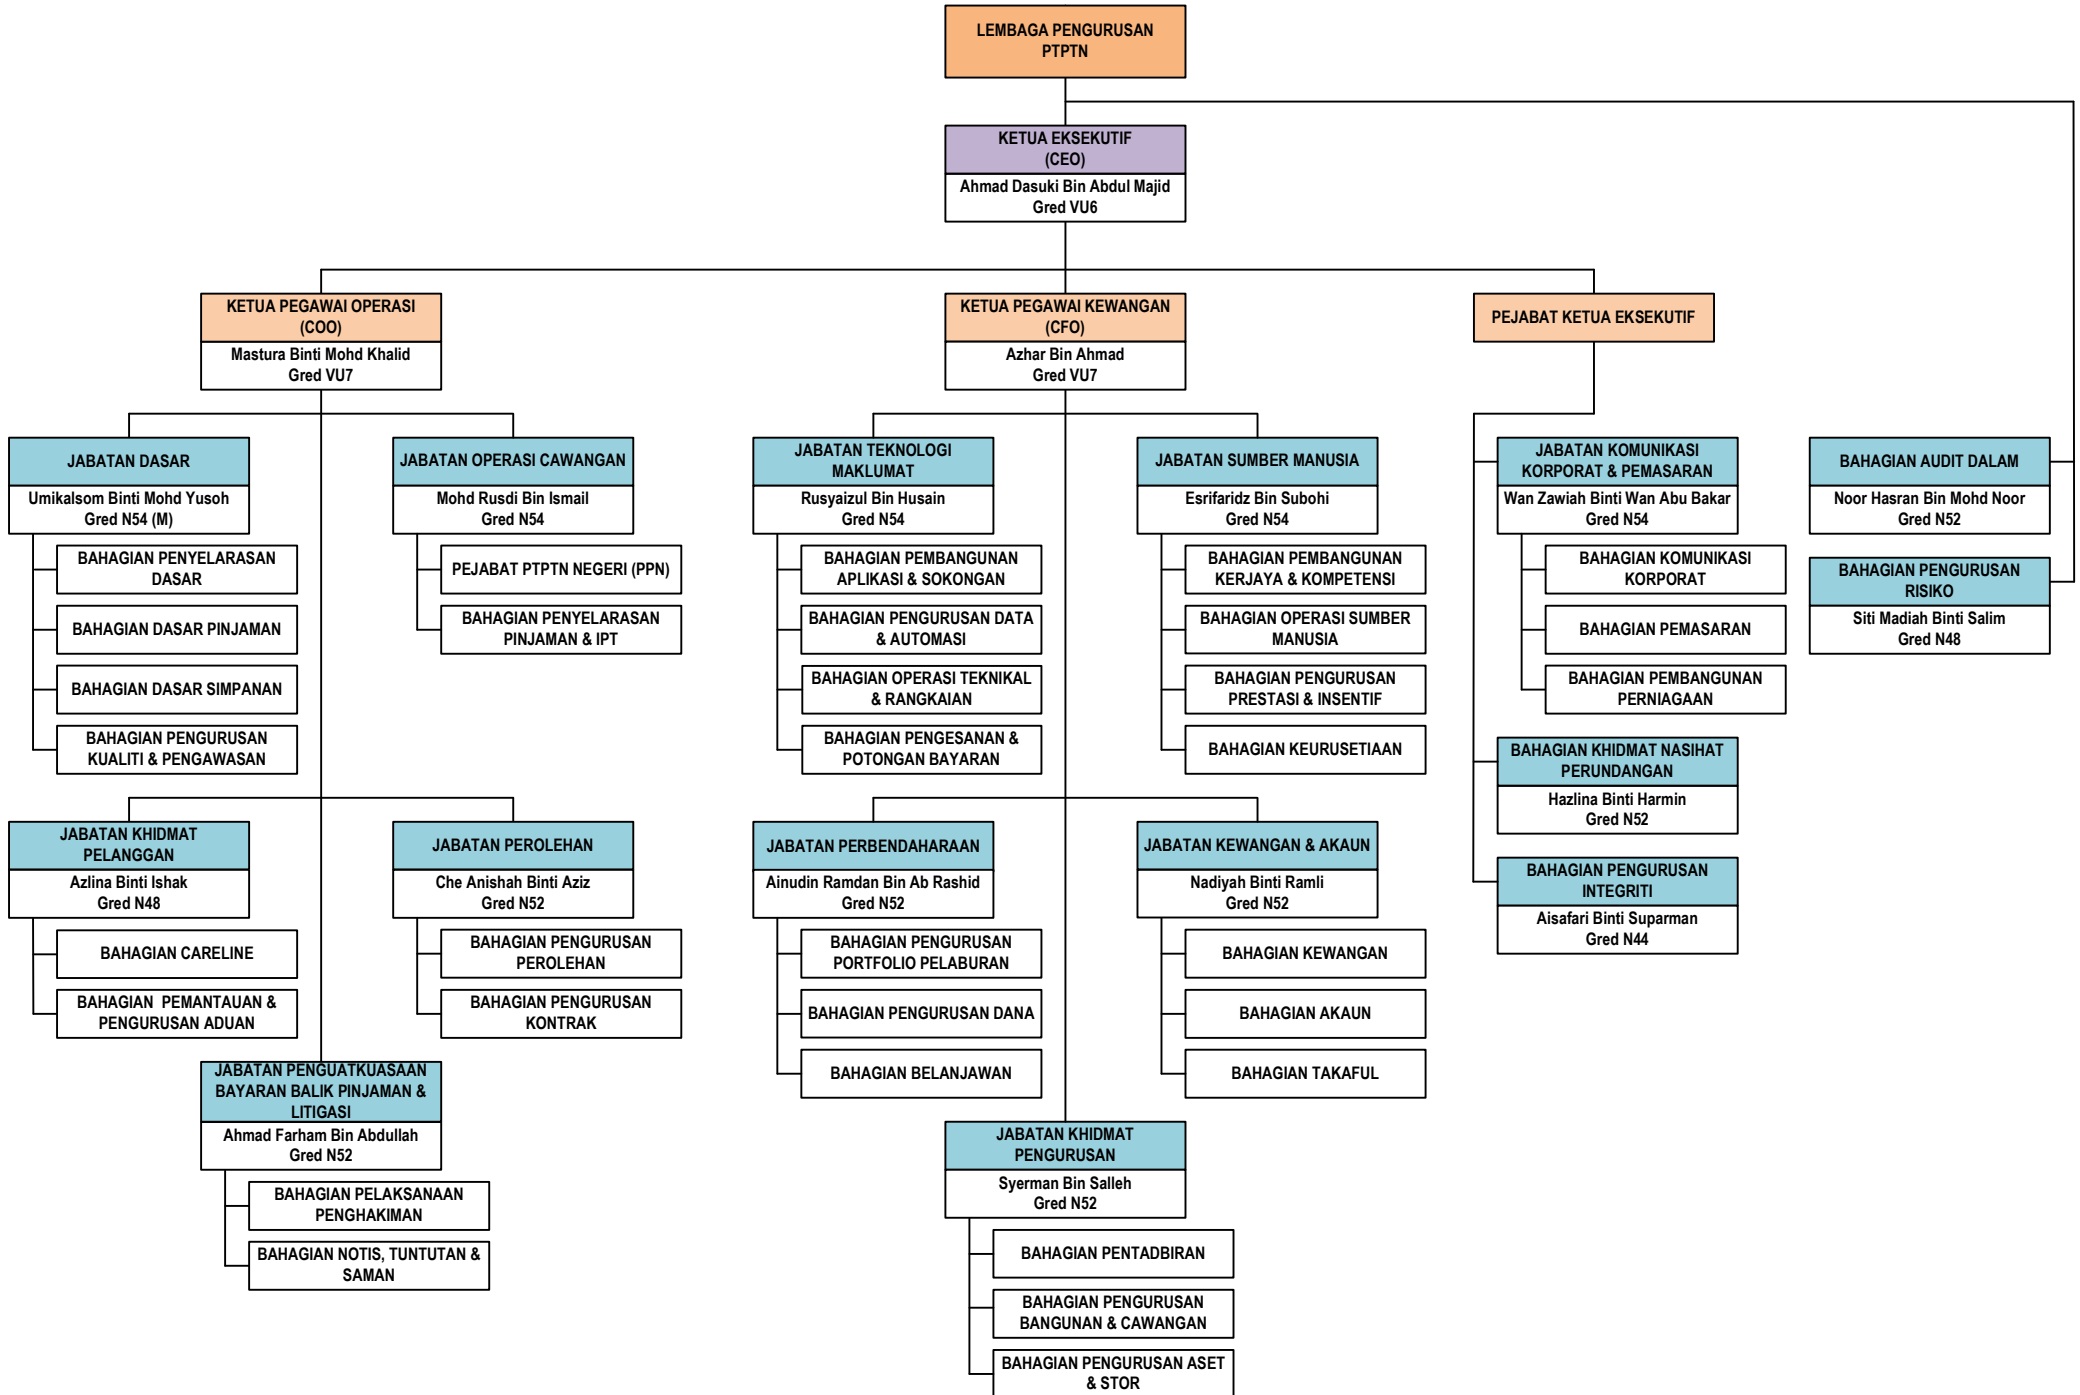 LEMBAGA PENGURUSAN
PTPTN
KETUA EKSEKUTIF
(CEO)
Ahmad Dasuki Bin Abdul Majid
Gred VU6
KETUA PEGAWAI OPERASI
(COO)
Mastura Binti Mohd Khalid
Gred VU7
KETUA PEGAWAI KEWANGAN
(CFO)
Azhar Bin Ahmad
Gred VU7
PEJABAT KETUA EKSEKUTIF
JABATAN DASAR
Umikalsom Binti Mohd Yusoh
Gred N54 (M)
BAHAGIAN PENYELARASAN
DASAR
BAHAGIAN DASAR PINJAMAN
BAHAGIAN DASAR SIMPANAN
BAHAGIAN PENGURUSAN
KUALITI & PENGAWASAN
JABATAN OPERASI CAWANGAN
Mohd Rusdi Bin Ismail
Gred N54
PEJABAT PTPTN NEGERI (PPN)
BAHAGIAN PENYELARASAN
PINJAMAN & IPT
JABATAN TEKNOLOGI
MAKLUMAT
Rusyaizul Bin Husain
Gred N54
BAHAGIAN PEMBANGUNAN
APLIKASI & SOKONGAN
BAHAGIAN PENGURUSAN DATA
& AUTOMASI
BAHAGIAN OPERASI TEKNIKAL
& RANGKAIAN
BAHAGIAN PENGESANAN &
POTONGAN BAYARAN
JABATAN SUMBER MANUSIA
Esrifaridz Bin Subohi
Gred N54
BAHAGIAN PEMBANGUNAN
KERJAYA & KOMPETENSI
BAHAGIAN OPERASI SUMBER
MANUSIA
BAHAGIAN PENGURUSAN
PRESTASI & INSENTIF
BAHAGIAN KEURUSETIAAN
JABATAN KOMUNIKASI
KORPORAT & PEMASARAN
Wan Zawiah Binti Wan Abu Bakar
Gred N54
BAHAGIAN KOMUNIKASI
KORPORAT
BAHAGIAN PEMASARAN
BAHAGIAN PEMBANGUNAN
PERNIAGAAN
BAHAGIAN AUDIT DALAM
Noor Hasran Bin Mohd Noor
Gred N52
BAHAGIAN PENGURUSAN
RISIKO
Siti Madiah Binti Salim
Gred N48
BAHAGIAN KHIDMAT NASIHAT
PERUNDANGAN
Hazlina Binti Harmin
Gred N52
BAHAGIAN PENGURUSAN
INTEGRITI
Aisafari Binti Suparman
Gred N44
JABATAN KHIDMAT
PELANGGAN
Azlina Binti Ishak
Gred N48
BAHAGIAN CARELINE
BAHAGIAN PEMANTAUAN &
PENGURUSAN ADUAN
JABATAN PEROLEHAN
Che Anishah Binti Aziz
Gred N52
BAHAGIAN PENGURUSAN
PEROLEHAN
BAHAGIAN PENGURUSAN
KONTRAK
JABATAN PENGUATKUASAAN
BAYARAN BALIK PINJAMAN &
LITIGASI
Ahmad Farham Bin Abdullah
Gred N52
BAHAGIAN PELAKSANAAN
PENGHAKIMAN
BAHAGIAN NOTIS, TUNTUTAN &
SAMAN
JABATAN PERBENDAHARAAN
Ainudin Ramdan Bin Ab Rashid
Gred N52
BAHAGIAN PENGURUSAN
PORTFOLIO PELABURAN
BAHAGIAN PENGURUSAN DANA
BAHAGIAN BELANJAWAN
JABATAN KEWANGAN & AKAUN
Nadiyah Binti Ramli
Gred N52
BAHAGIAN KEWANGAN
BAHAGIAN AKAUN
BAHAGIAN TAKAFUL
JABATAN KHIDMAT
PENGURUSAN
Syerman Bin Salleh
Gred N52
BAHAGIAN PENTADBIRAN
BAHAGIAN PENGURUSAN
BANGUNAN & CAWANGAN
BAHAGIAN PENGURUSAN ASET
& STOR